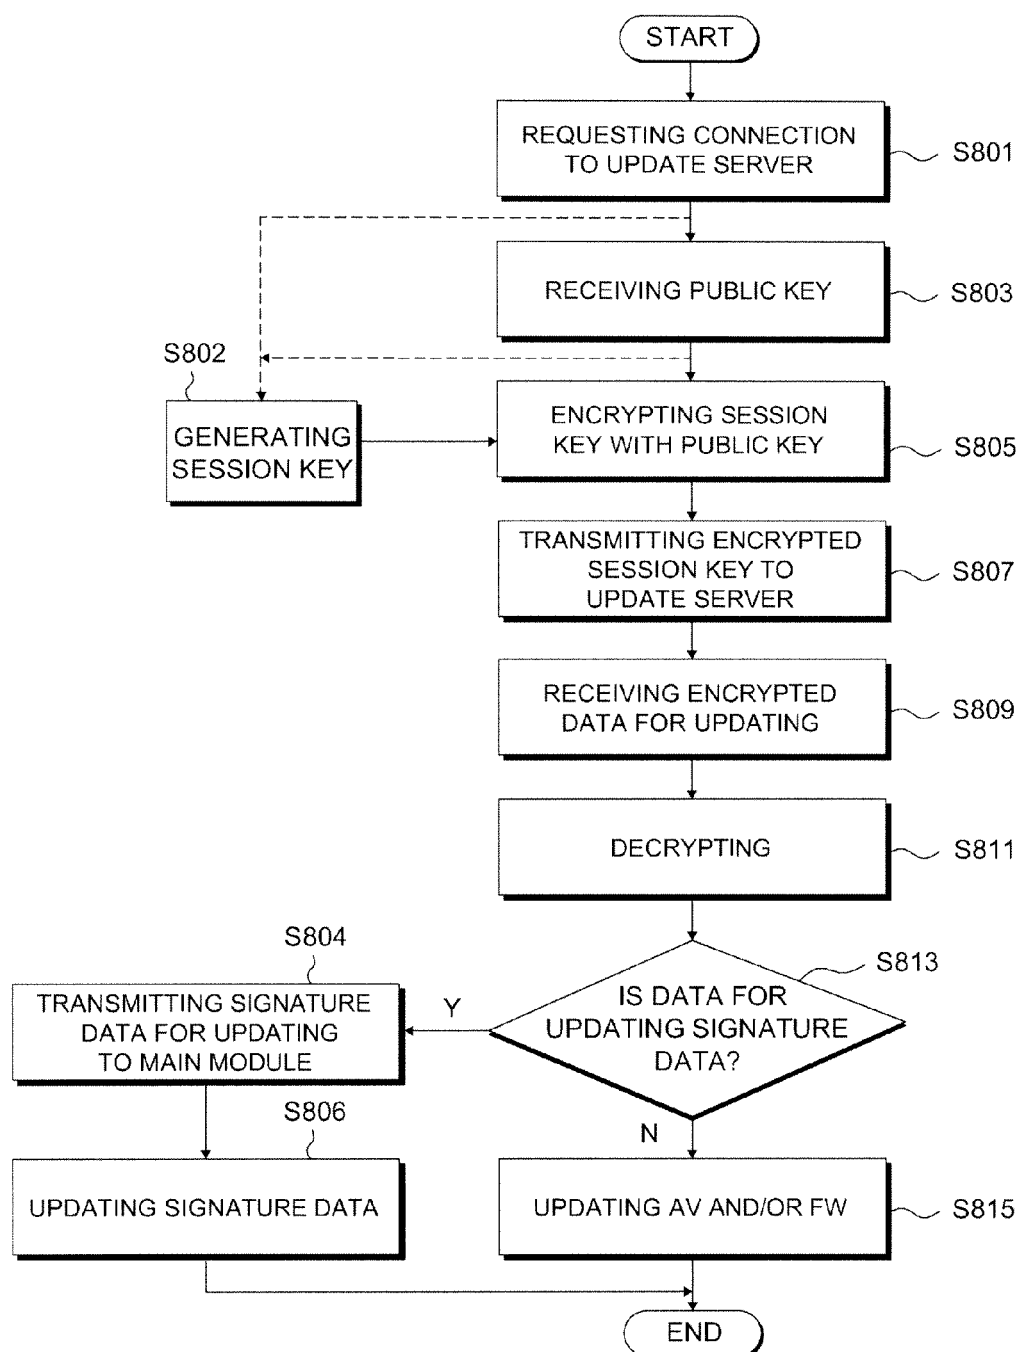 START
REQUESTING CONNECTION
TO UPDATE SERVER
S801
RECEIVING PUBLIC KEY
S803
S802
GENERATING
SESSION KEY
ENCRYPTING SESSION
KEY WITH PUBLIC KEY
S805
TRANSMITTING ENCRYPTED
SESSION KEY TO
UPDATE SERVER
S807
RECEIVING ENCRYPTED
DATA FOR UPDATING
S809
DECRYPTING
S811
S813
IS DATA FOR
UPDATING SIGNATURE
DATA?
Y
S804
TRANSMITTING SIGNATURE
DATA FOR UPDATING
TO MAIN MODULE
S806
UPDATING SIGNATURE DATA
N
UPDATING AV AND/OR FW
S815
END